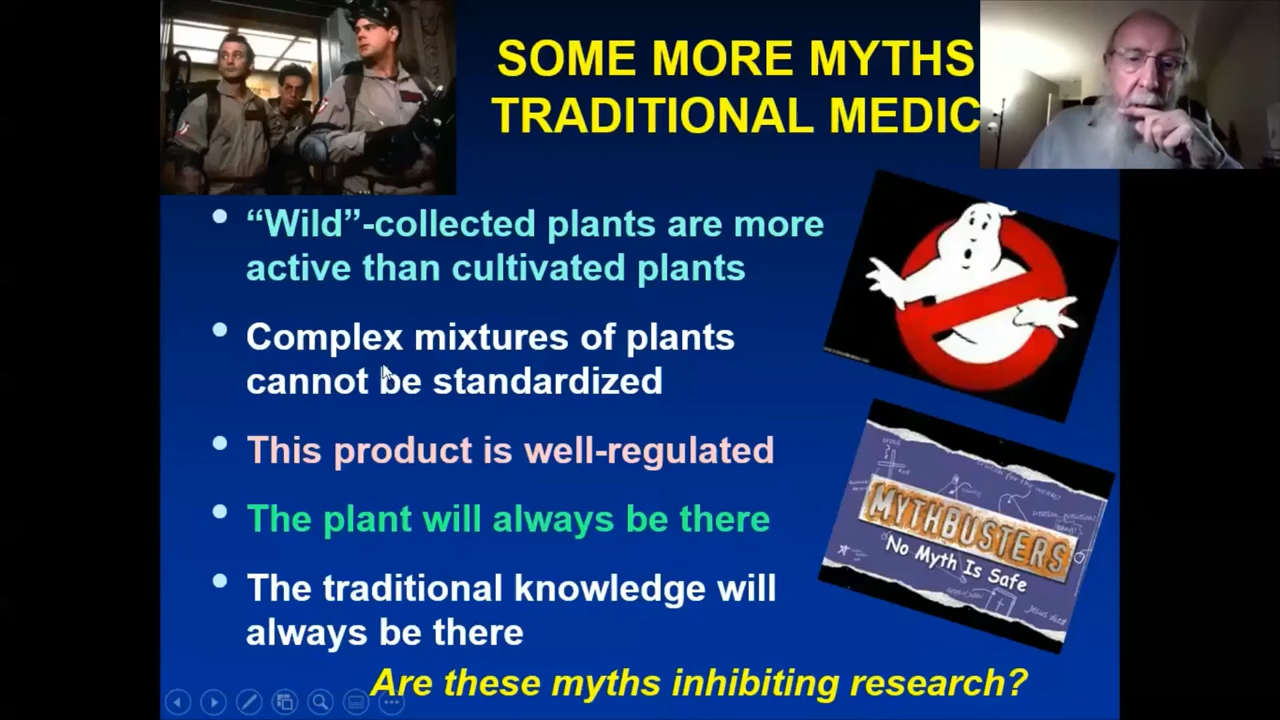 SOME MORE MYTHS
TRADITIONAL MEDIC
“Wild”-collected plants are more
active than cultivated plants
Complex mixtures of plants
cannot be standardized
This product is well-regulated
The plant will always be there
The traditional knowledge will
always be there
Are these myths inhibiting research?
MYTHBUSTERS
No Myth Is Safe
Jesus died